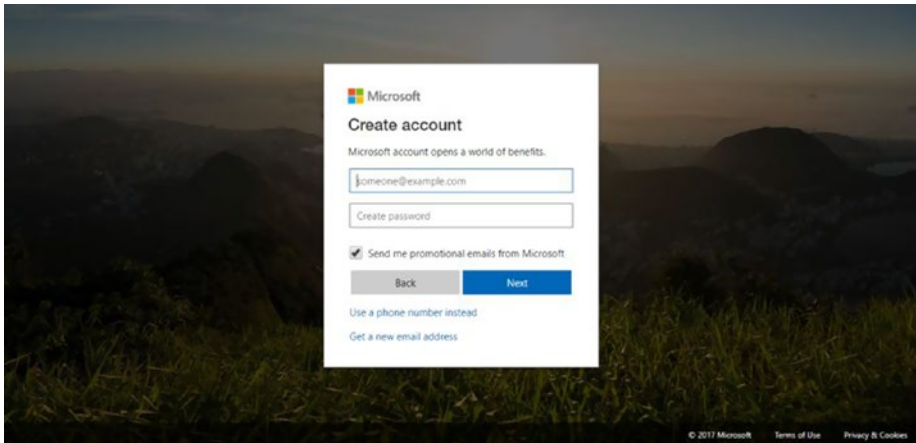 Microsoft
Create account
Microsoft account opens a world of benefits.
someone@example.com
Create password
Send me promotional emails from Microsoft
Back Next
Use a phone number instead
Get a new email address
© 2017 Microsoft Terms of Use Privacy & Cookies